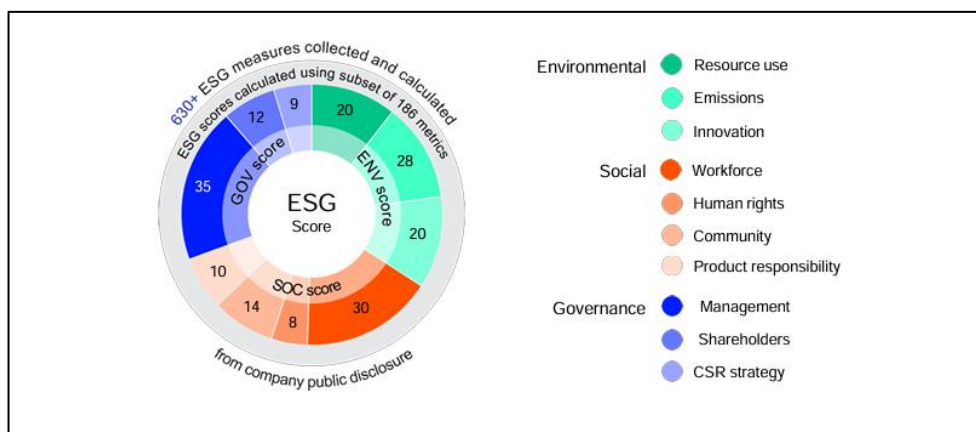 630+ ESG measures collected and calculated
ESG scores calculated using subset of 186 metrics
from company public disclosure
GOV score
ENV score
SOC score
ESG
Score
20
28
20
30
8
14
10
35
12
9
Environmental
Resource use
Emissions
Innovation
Social
Workforce
Human rights
Community
Product responsibility
Governance
Management
Shareholders
CSR strategy